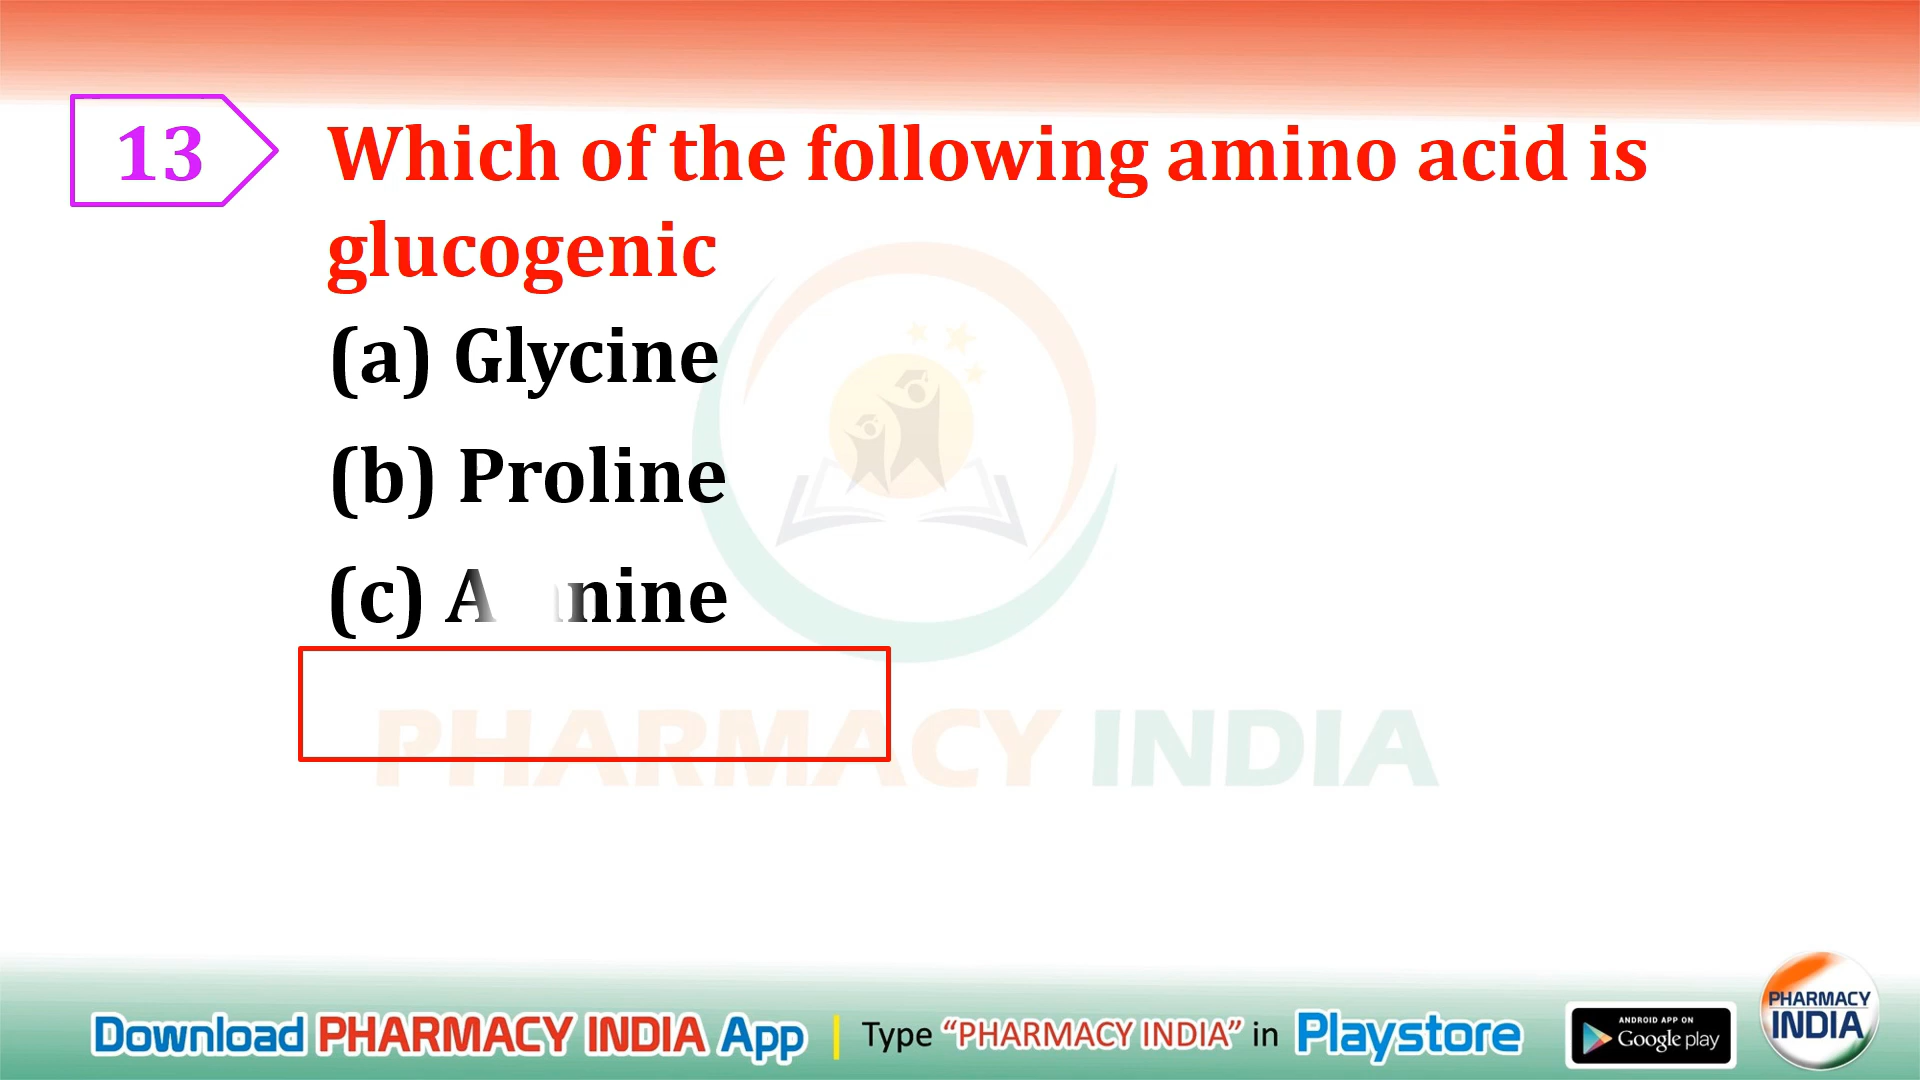 13
Which of the following amino acid is
glucogenic
(a) Glycine
(b) Proline
(c)
PHARMACY INDIA
Download PHARMACY INDIA App | Type “PHARMACY INDIA” in Playstore
ANDROID APP ON
Google play
PHARMACY
INDIA